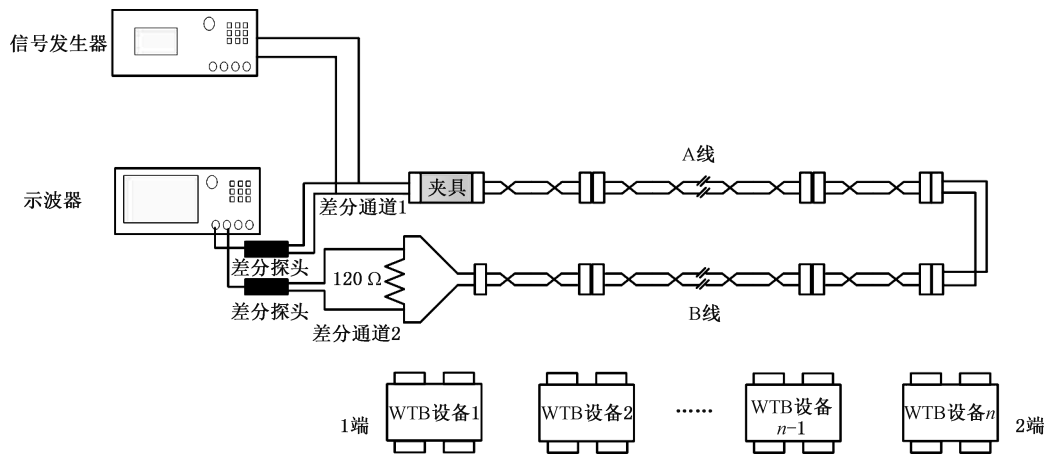 信号发生器
示波器
A线
夹具
差分通道1
差分探头
120 Ω
差分探头
差分通道2
B线
1端
WTB设备1
WTB设备2
……
WTB设备
n-1
WTB设备n
2端